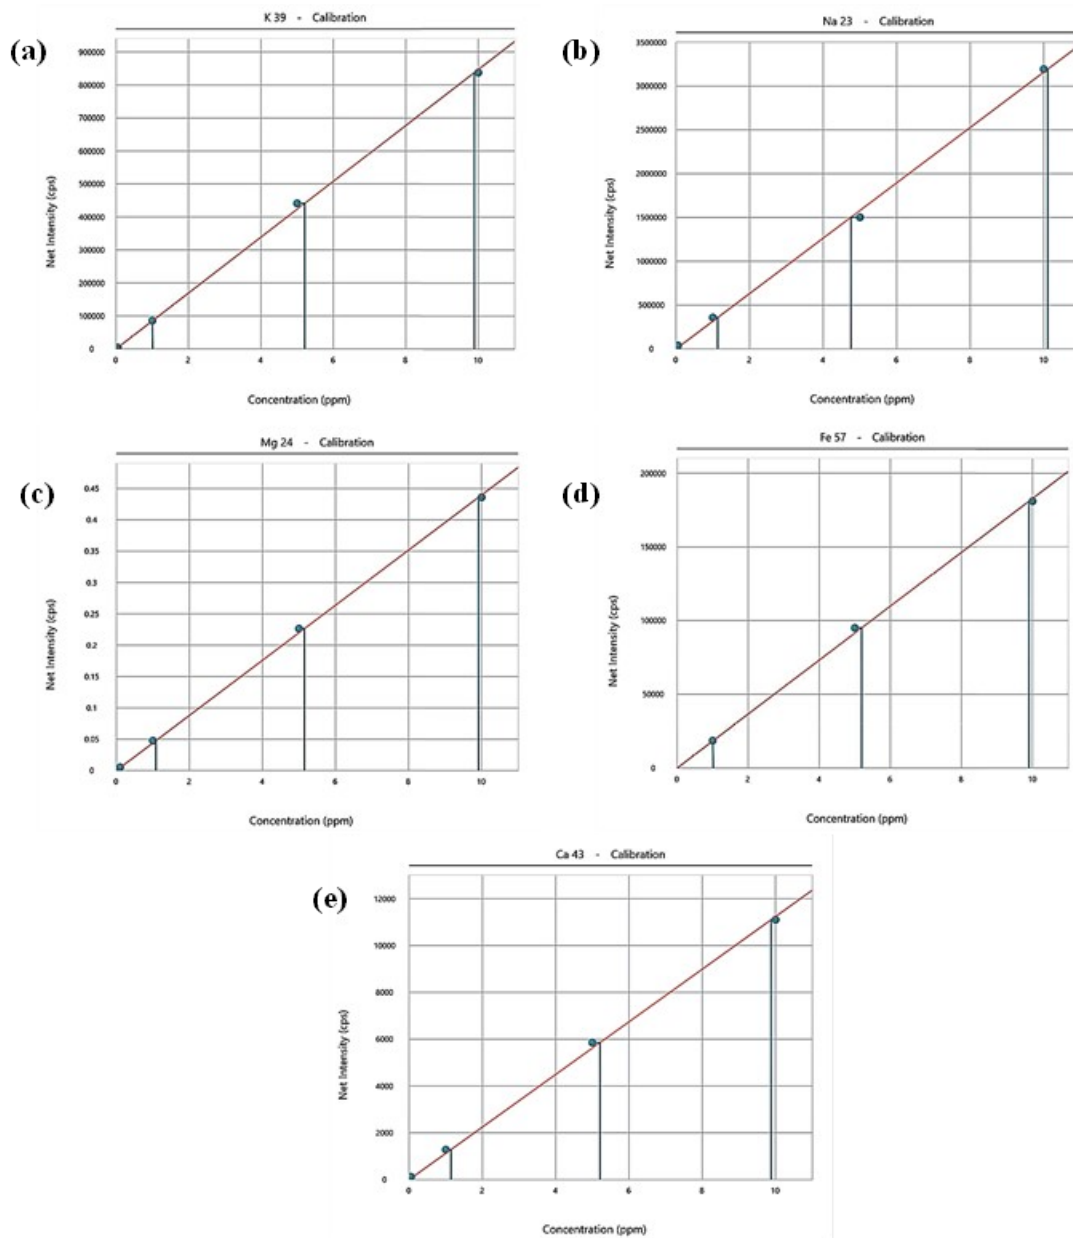 (a)
K 39 - Calibration
900000
800000
700000
600000
500000
400000
300000
200000
100000
0
Net Intensity (cps)
0 2 4 6 8 10
Concentration (ppm)
(b)
Na 23 - Calibration
3500000
3000000
2500000
2000000
1500000
1000000
500000
0
Net Intensity (cps)
0 2 4 6 8 10
Concentration (ppm)
(c)
Mg 24 - Calibration
0.45
0.4
0.35
0.3
0.25
0.2
0.15
0.1
0.05
0
Net Intensity (cps)
0 2 4 6 8 10
Concentration (ppm)
(d)
Fe 57 - Calibration
200000
150000
100000
50000
0
Net Intensity (cps)
0 2 4 6 8 10
Concentration (ppm)
(e)
Ca 43 - Calibration
12000
10000
8000
6000
4000
2000
0
Net Intensity (cps)
0 2 4 6 8 10
Concentration (ppm)